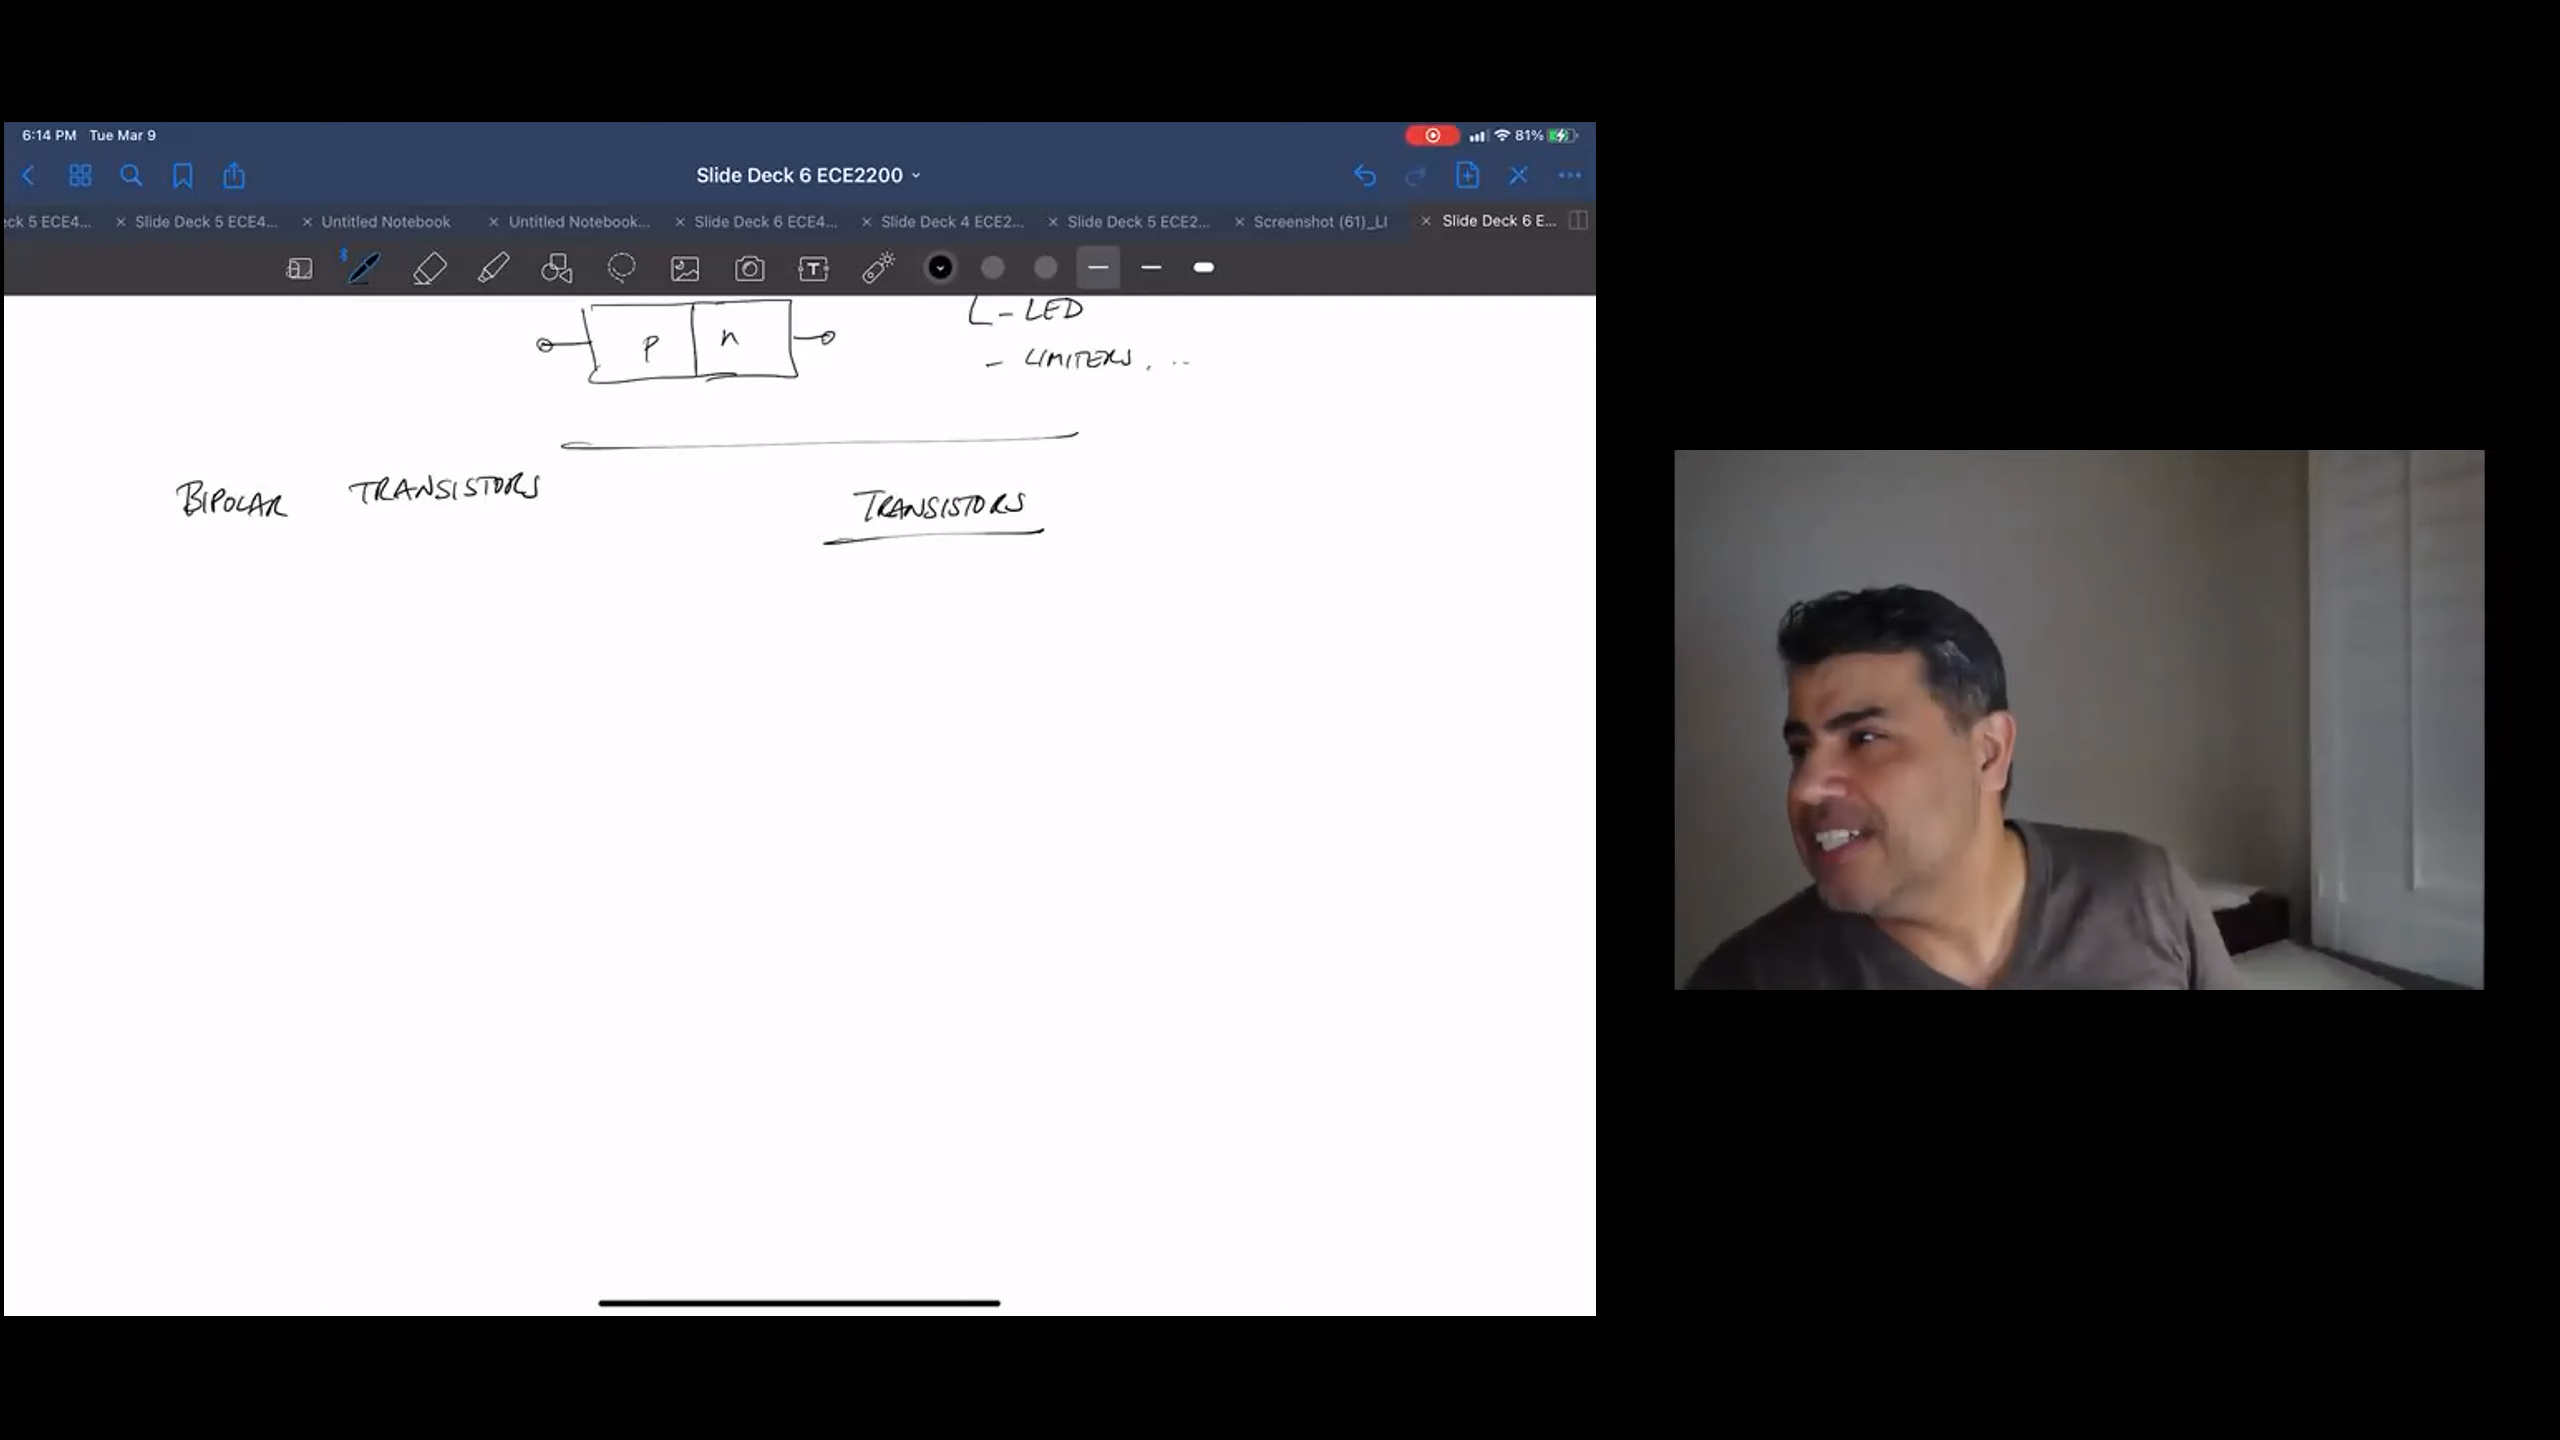 6:14 PM Tue Mar 9 81%
Slide Deck 6 ECE2200
ck 5 ECE4... Slide Deck 5 ECE4... Untitled Notebook Untitled Notebook... Slide Deck 6 ECE4... Slide Deck 4 ECE2... Slide Deck 5 ECE2... Screenshot (61)_LI Slide Deck 6 E...
L - LED
p n
- LIMITERS, ..
BIPOLAR TRANSISTORS TRANSISTORS